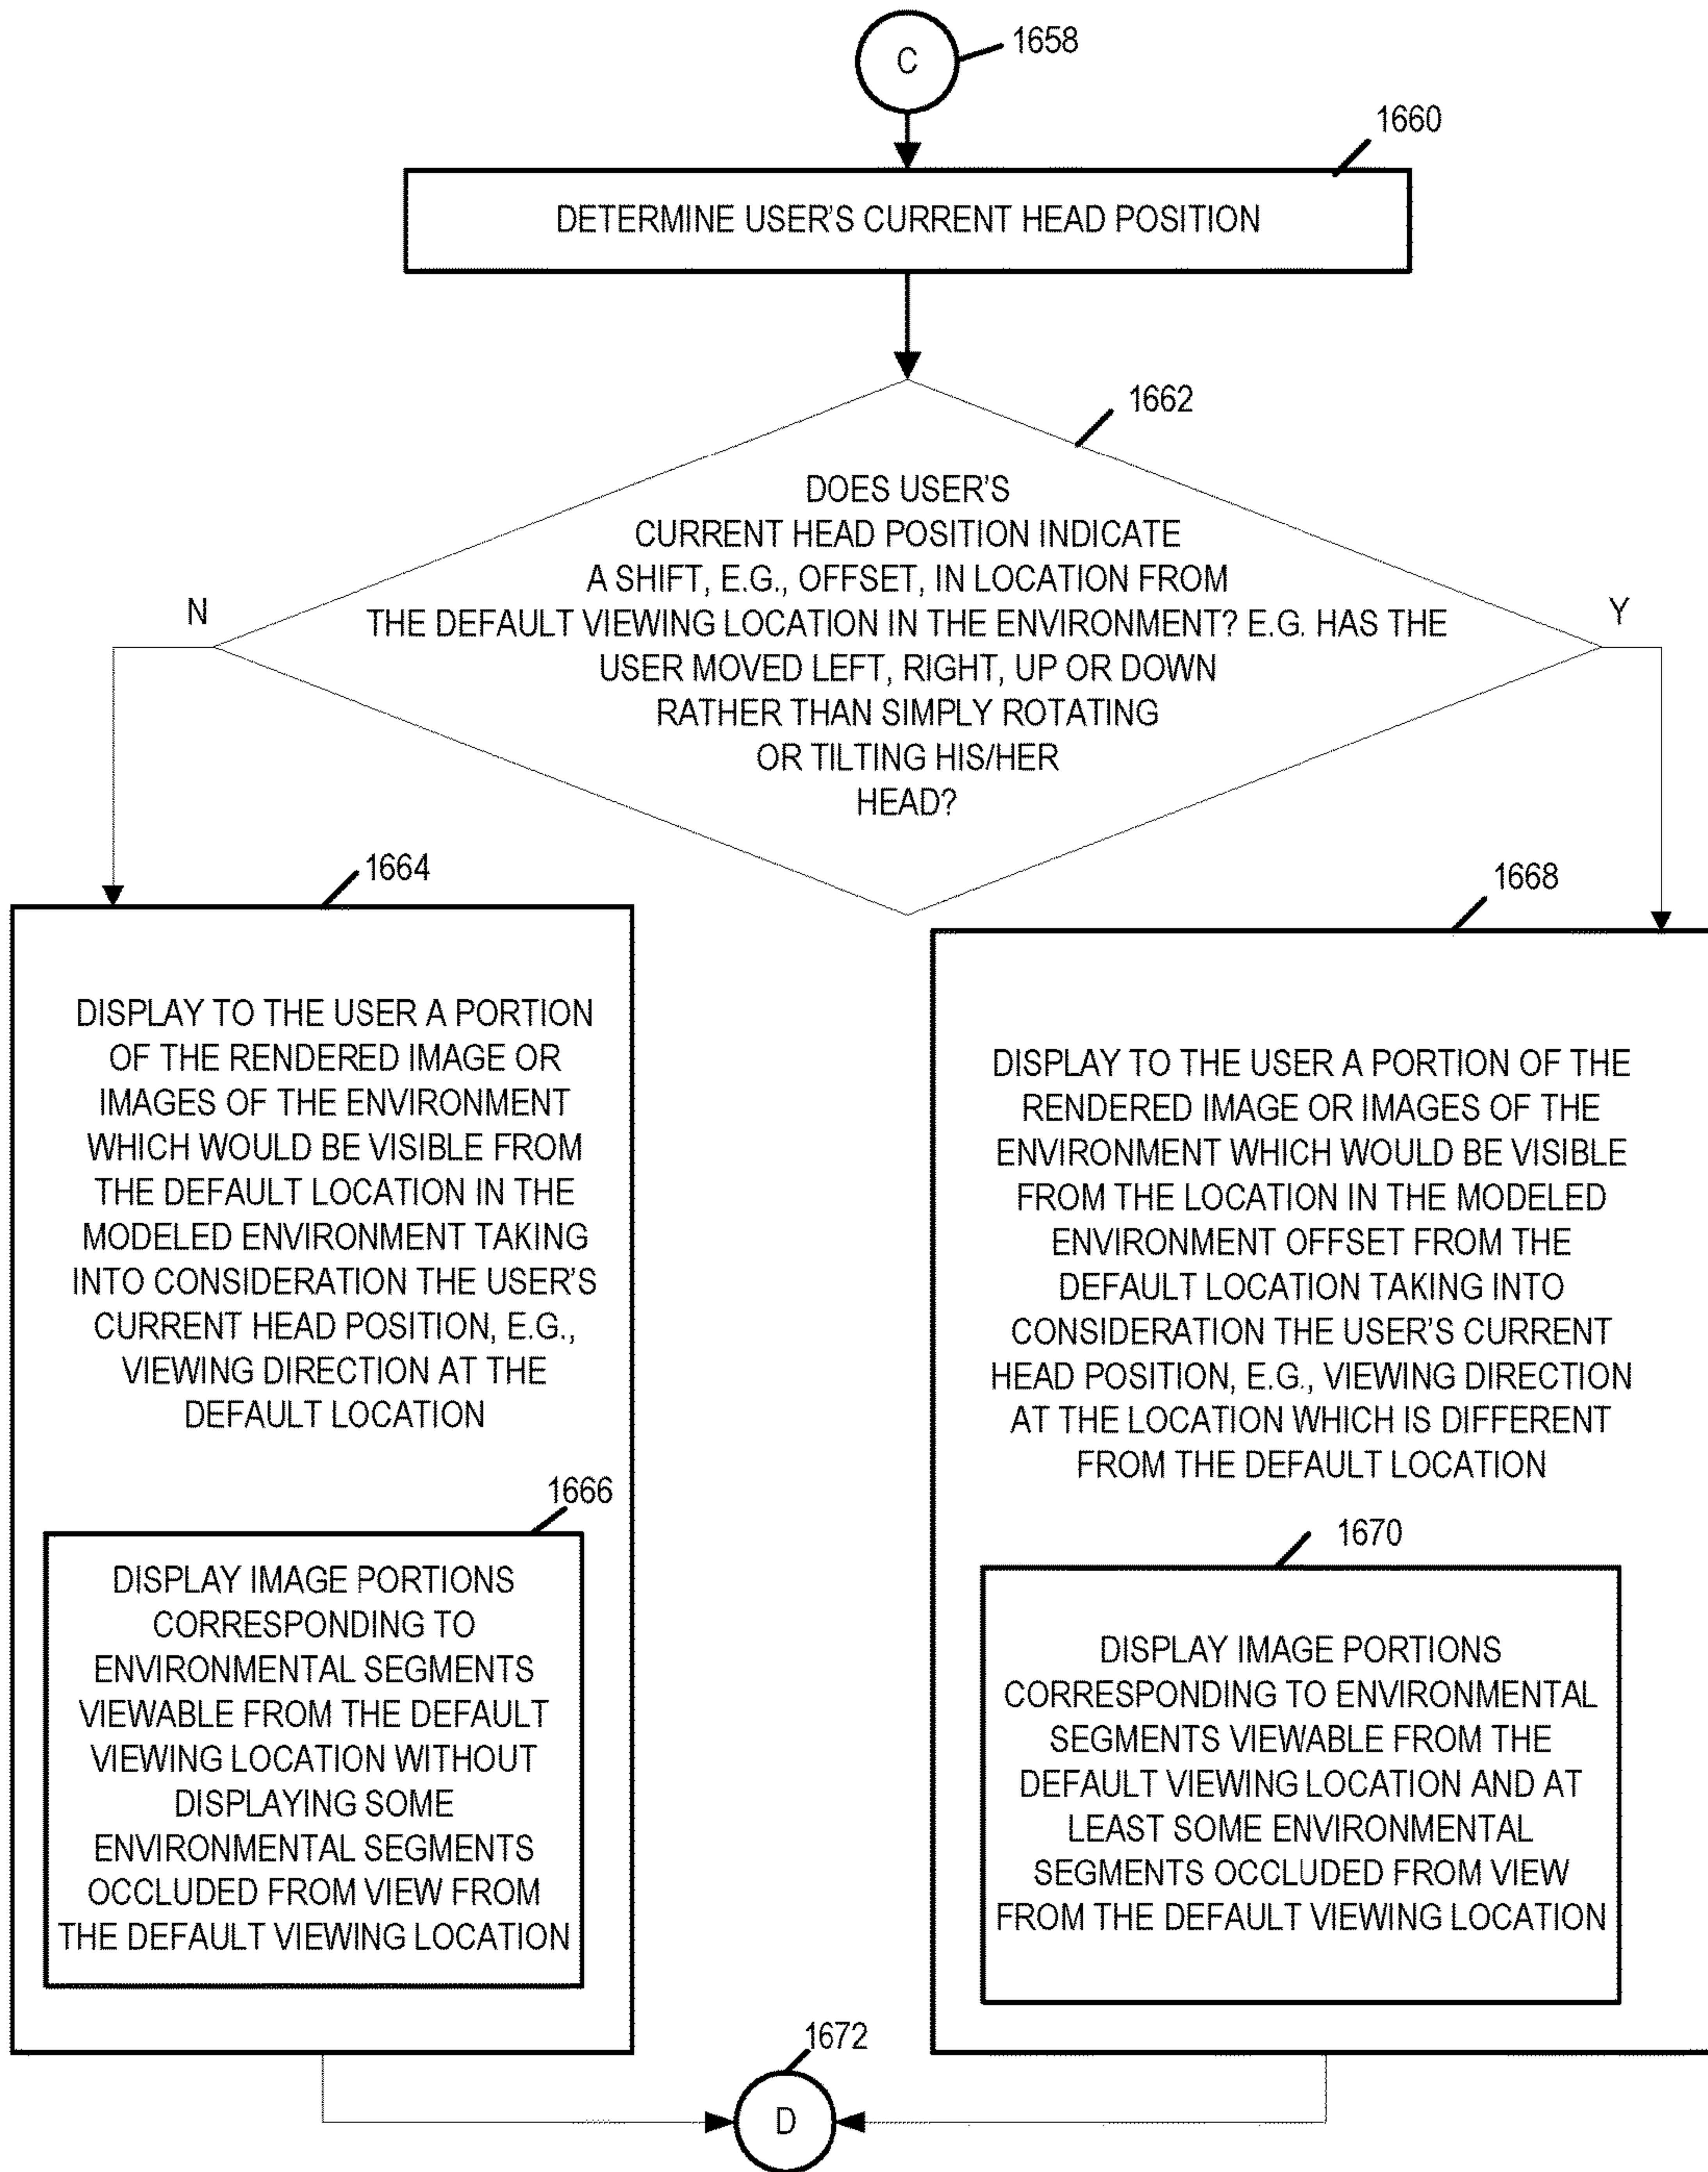 C
1658
1660
DETERMINE USER'S CURRENT HEAD POSITION
1662
DOES USER'S
CURRENT HEAD POSITION INDICATE
A SHIFT, E.G., OFFSET, IN LOCATION FROM
THE DEFAULT VIEWING LOCATION IN THE ENVIRONMENT? E.G. HAS THE
USER MOVED LEFT, RIGHT, UP OR DOWN
RATHER THAN SIMPLY ROTATING
OR TILTING HIS/HER
HEAD?
N
Y
1664
DISPLAY TO THE USER A PORTION
OF THE RENDERED IMAGE OR
IMAGES OF THE ENVIRONMENT
WHICH WOULD BE VISIBLE FROM
THE DEFAULT LOCATION IN THE
MODELED ENVIRONMENT TAKING
INTO CONSIDERATION THE USER'S
CURRENT HEAD POSITION, E.G.,
VIEWING DIRECTION AT THE
DEFAULT LOCATION
1666
DISPLAY IMAGE PORTIONS
CORRESPONDING TO
ENVIRONMENTAL SEGMENTS
VIEWABLE FROM THE DEFAULT
VIEWING LOCATION WITHOUT
DISPLAYING SOME
ENVIRONMENTAL SEGMENTS
OCCLUDED FROM VIEW FROM
THE DEFAULT VIEWING LOCATION
1668
DISPLAY TO THE USER A PORTION OF THE
RENDERED IMAGE OR IMAGES OF THE
ENVIRONMENT WHICH WOULD BE VISIBLE
FROM THE LOCATION IN THE MODELED
ENVIRONMENT OFFSET FROM THE
DEFAULT LOCATION TAKING INTO
CONSIDERATION THE USER'S CURRENT
HEAD POSITION, E.G., VIEWING DIRECTION
AT THE LOCATION WHICH IS DIFFERENT
FROM THE DEFAULT LOCATION
1670
DISPLAY IMAGE PORTIONS
CORRESPONDING TO ENVIRONMENTAL
SEGMENTS VIEWABLE FROM THE
DEFAULT VIEWING LOCATION AND AT
LEAST SOME ENVIRONMENTAL
SEGMENTS OCCLUDED FROM VIEW
FROM THE DEFAULT VIEWING LOCATION
1672
D